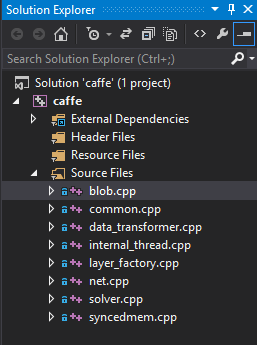 Solution Explorer
Search Solution Explorer (Ctrl+;)
Solution 'caffe' (1 project)
caffe
External Dependencies
Header Files
Resource Files
Source Files
blob.cpp
common.cpp
data_transformer.cpp
internal_thread.cpp
layer_factory.cpp
net.cpp
solver.cpp
syncedmem.cpp